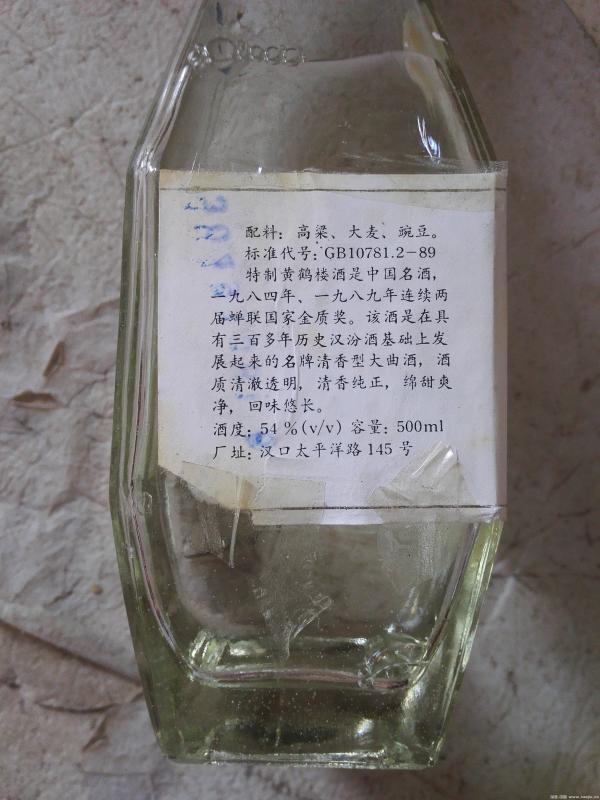 配料：高粱、大麦、豌豆。
标准代号：GB10781.2-89
特制黄鹤楼酒是中国名酒，
一九八四年、一九八九年连续两
届蝉联国家金质奖。该酒是在具
有三百多年历史汉汾酒基础上发
展起来的名牌清香型大曲酒，酒
质清澈透明，清香纯正，绵甜爽
净，回味悠长。
酒度：54 %(v/v) 容量：500ml
厂址：汉口太平洋路 145 号